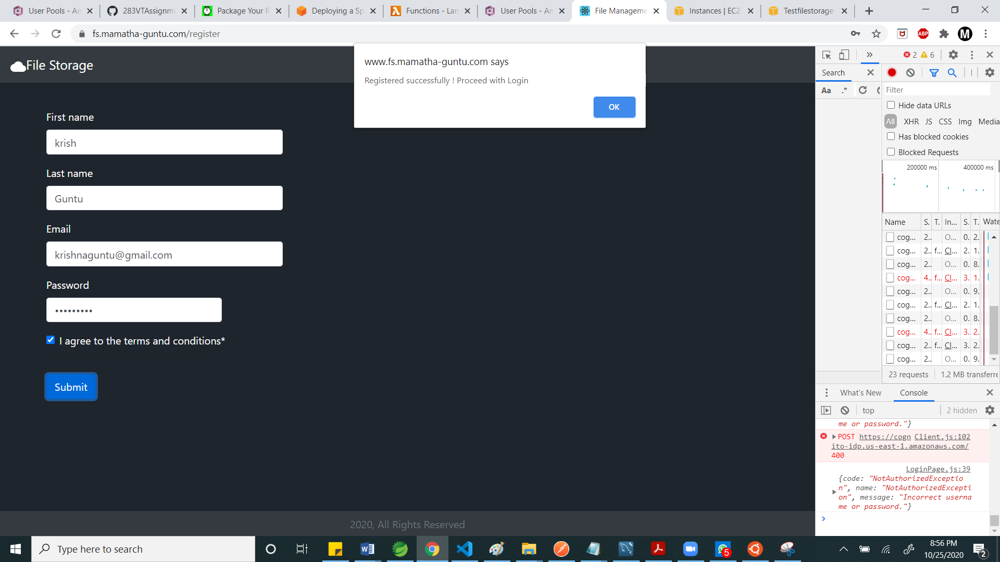 User Pools - An
283VTAssignme
Package Your R
Deploying a Sp
Functions - Lam
User Pools - An
File Manageme
Instances | EC2
Testfilestorage-
fs.mamatha-guntu.com/register
ABP
M
File Storage
www.fs.mamatha-guntu.com says
Registered successfully ! Proceed with Login
OK
First name
krish
Last name
Guntu
Email
krishnaguntu@gmail.com
Password
•••••••••
I agree to the terms and conditions*
Submit
2020, All Rights Reserved
2 6
Search
Aa .*
Filter
Hide data URLs
All XHR JS CSS Img Media
Has blocked cookies
Blocked Requests
200000 ms 400000 ms
Name S. T. In... S. T. Wate
cog... 2.. O... 0. 2.
cog... 2.. f... Cl... 2. 1.
cog... 2.. O... 0. 8.
cog... 4.. f... Cl... 3. 1.
cog... 2.. O... 0. 9.
cog... 2.. f... Cl... 2. 1.
cog... 2.. O... 0. 8.
cog... 4.. f... Cl... 3. 2.
cog... 2.. f... Cl... 3. 2.
cog... 2.. O... 0. 9.
23 requests 1.2 MB transferre
What's New Console
top 2 hidden
me or password."}
POST https://cogn Client.js:102
ito-idp.us-east-1.amazonaws.com/
400
LoginPage.js:39
{code: "NotAuthorizedExceptio
n", name: "NotAuthorizedExcepti
on", message: "Incorrect userna
me or password."}
Type here to search
5
8:56 PM
10/25/2020
2